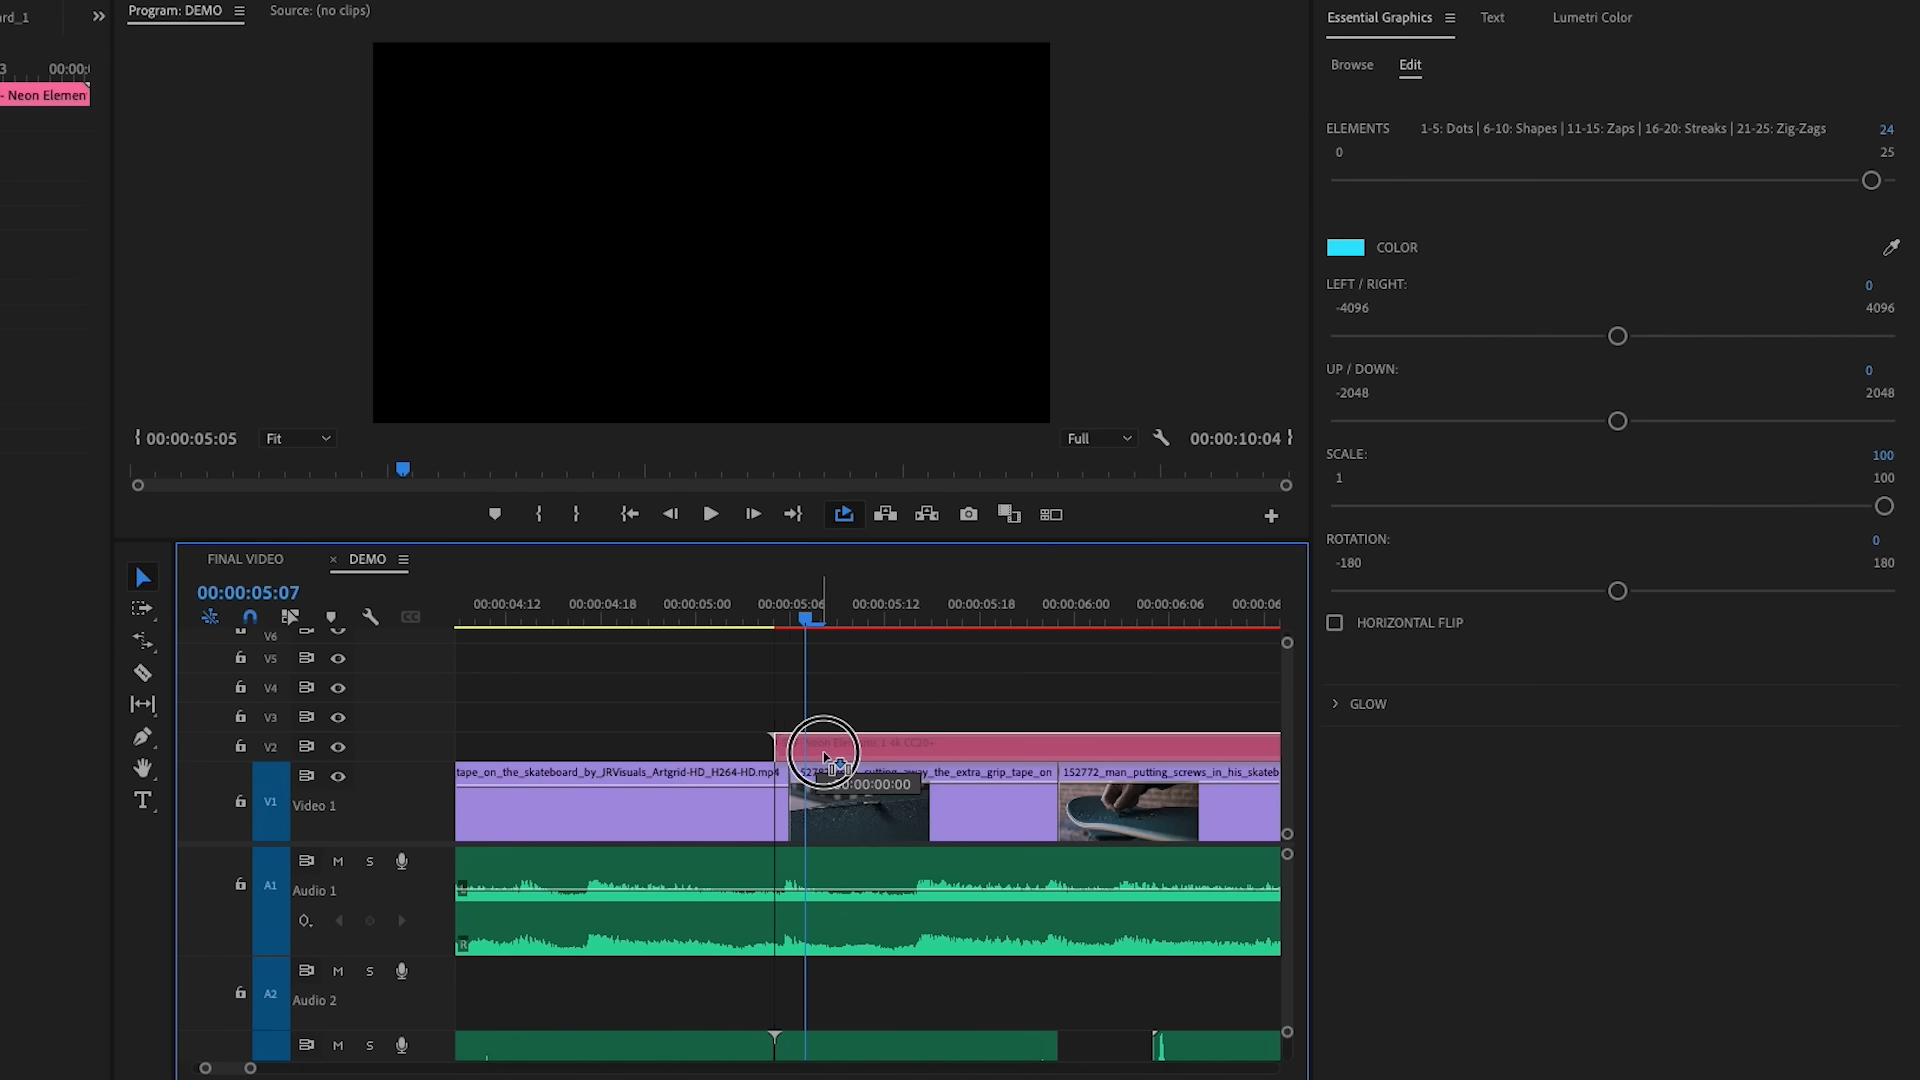 Program: DEMO
Source: (no clips)
Essential Graphics
Text
Lumetri Color
Browse
Edit
00:00:
- Neon Elemen
ELEMENTS
1-5: Dots | 6-10: Shapes | 11-15: Zaps | 16-20: Streaks | 21-25: Zig-Zags
24
0
25
COLOR
LEFT / RIGHT:
0
-4096
4096
UP / DOWN:
0
-2048
2048
SCALE:
100
1
100
ROTATION:
0
-180
180
HORIZONTAL FLIP
GLOW
00:00:05:05
Fit
Full
00:00:10:04
FINAL VIDEO
× DEMO
00:00:05:07
00:00:04:12
00:00:04:18
00:00:05:00
00:00:05:06
00:00:05:12
00:00:05:18
00:00:06:00
00:00:06:06
00:00:06
V6
V5
V4
V3
V2
Neon Elements 1 4k CC20+
tape_on_the_skateboard_by_JRVisuals_Artgrid-HD_H264-HD.mp4
cutting_away_the_extra_grip_tape_on
152772_man_putting_screws_in_his_skateb
00:00:00:00
V1
Video 1
M
S
A1
Audio 1
L
R
M
S
A2
Audio 2
M
S
CC
T